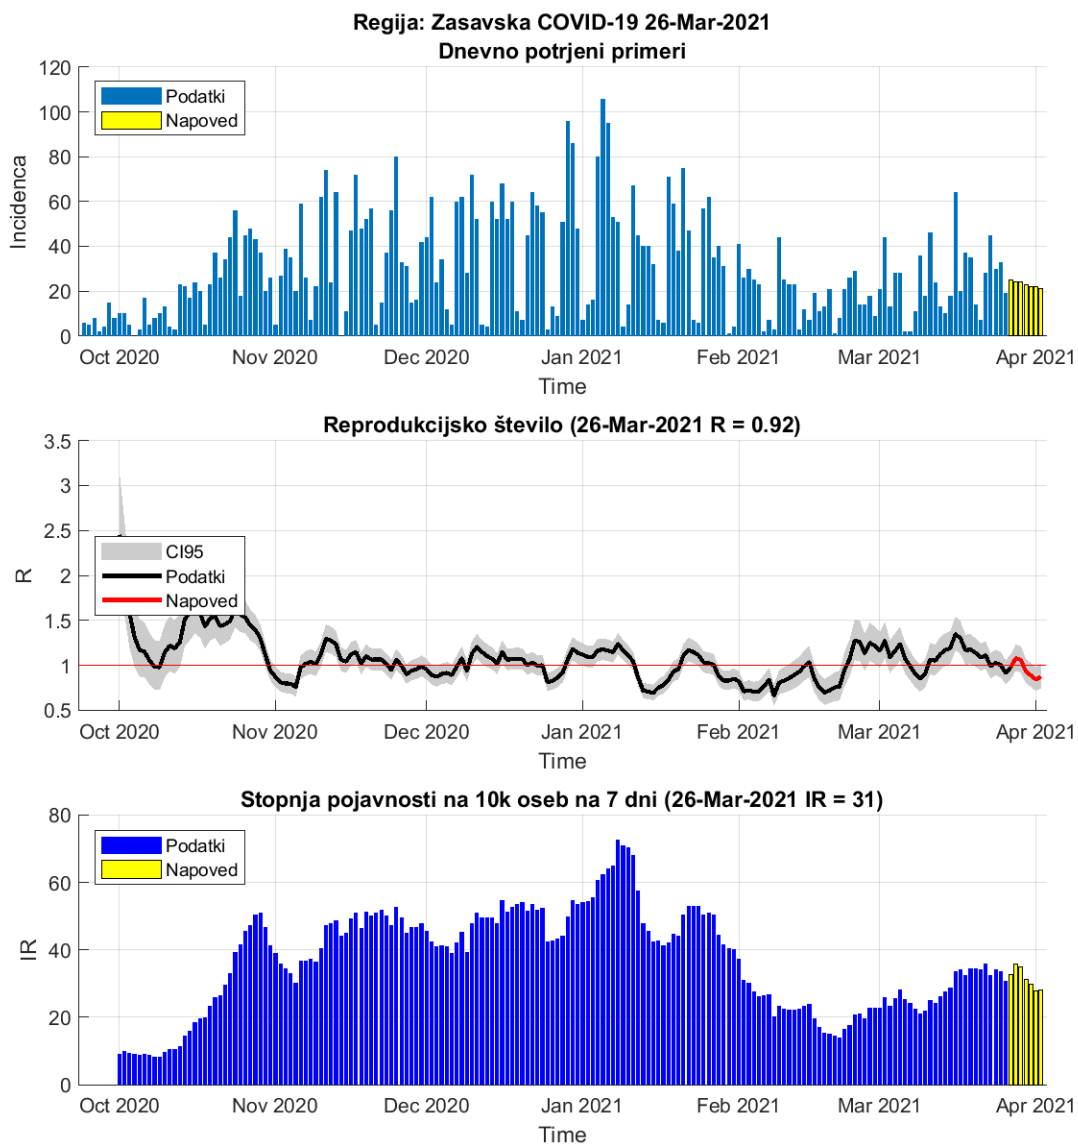 Regija: Zasavska COVID-19 26-Mar-2021
Dnevno potrjeni primeri
120
100
80
60
40
20
0
Incidenca
Podatki
Napoved
Oct 2020 Nov 2020 Dec 2020 Jan 2021 Feb 2021 Mar 2021 Apr 2021
Time
Reprodukcijsko število (26-Mar-2021 R = 0.92)
3.5
3
2.5
2
1.5
1
0.5
R
CI95
Podatki
Napoved
Oct 2020 Nov 2020 Dec 2020 Jan 2021 Feb 2021 Mar 2021 Apr 2021
Time
Stopnja pojavnosti na 10k oseb na 7 dni (26-Mar-2021 IR = 31)
80
60
40
20
0
IR
Podatki
Napoved
Oct 2020 Nov 2020 Dec 2020 Jan 2021 Feb 2021 Mar 2021 Apr 2021
Time